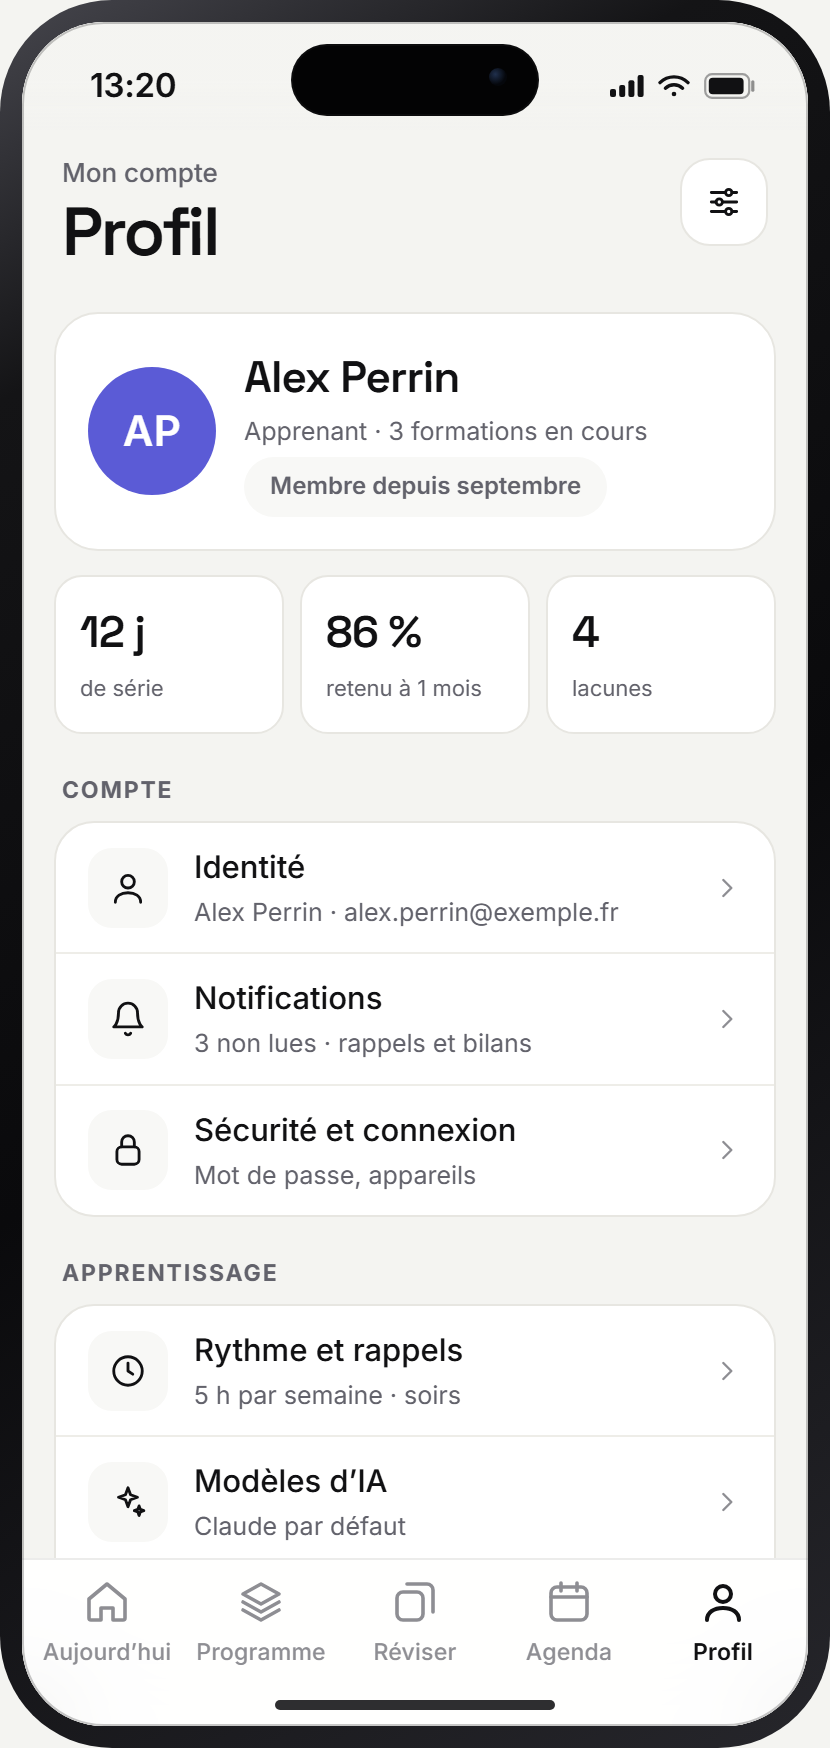 13:20
Mon compte
Profil
AP
Alex Perrin
Apprenant · 3 formations en cours
Membre depuis septembre
12 j
de série
86 %
retenu à 1 mois
4
lacunes
COMPTE
Identité
Alex Perrin · alex.perrin@exemple.fr
Notifications
3 non lues · rappels et bilans
Sécurité et connexion
Mot de passe, appareils
APPRENTISSAGE
Rythme et rappels
5 h par semaine · soirs
Modèles d’IA
Claude par défaut
Aujourd’hui
Programme
Réviser
Agenda
Profil